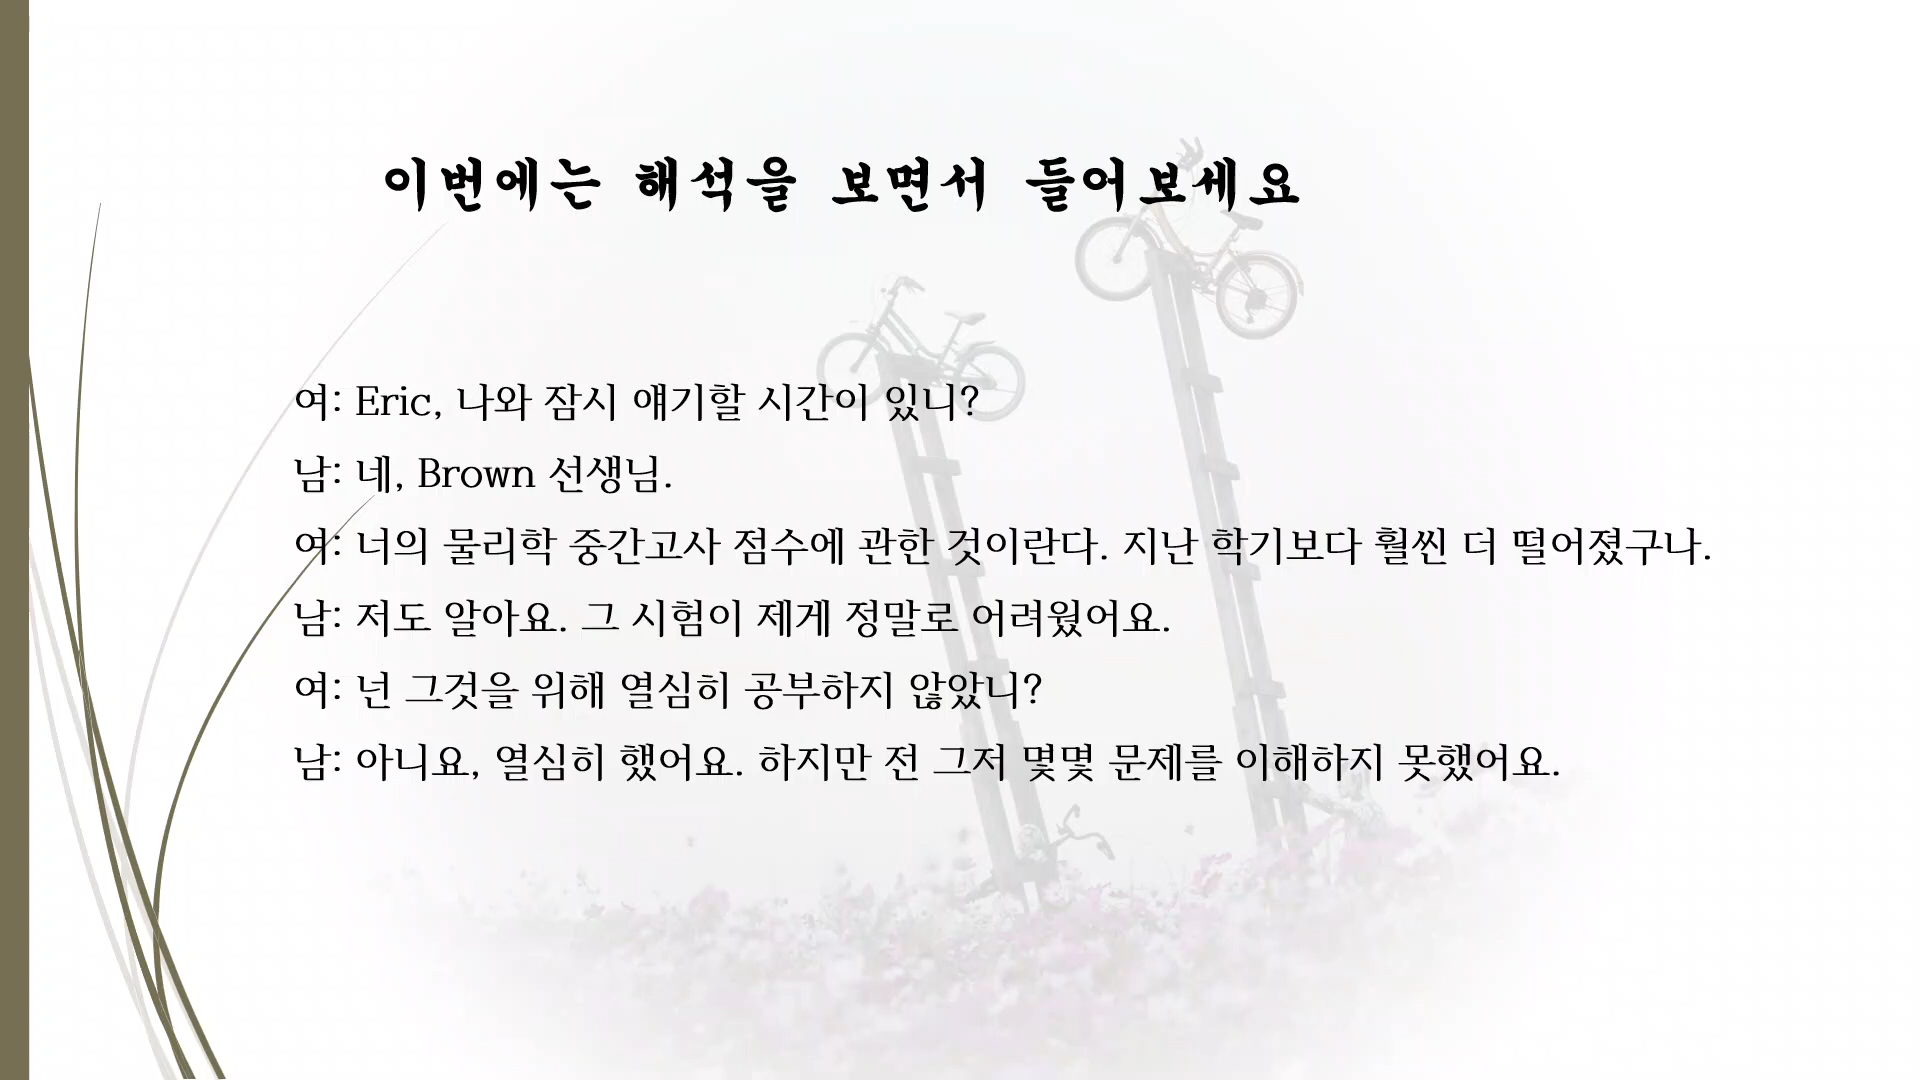 이번에는 해석을 보면서 들어보세요
여: Eric, 나와 잠시 얘기할 시간이 있니?
남: 네, Brown 선생님.
여: 너의 물리학 중간고사 점수에 관한 것이란다. 지난 학기보다 훨씬 더 떨어졌구나.
남: 저도 알아요. 그 시험이 제게 정말로 어려웠어요.
여: 넌 그것을 위해 열심히 공부하지 않았니?
남: 아니요, 열심히 했어요. 하지만 전 그저 몇몇 문제를 이해하지 못했어요.